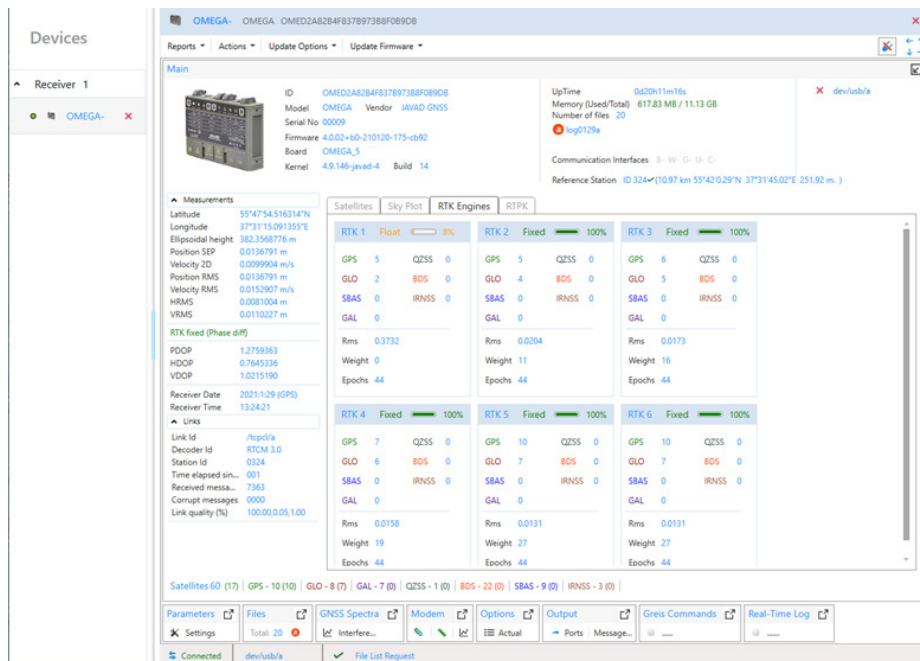 Devices
Receiver 1
OMEGA-
OMEGA- OMEGA OMED2A82B4F837B97388F0B9DB
Reports Actions Update Options Update Firmware
Main
ID OMED2A82B4F837B97388F0B9DB
Model OMEGA Vendor JAVAD GNSS
Serial No 00009
Firmware 4.0.02+b0-210120-175-cb92
Board OMEGA_5
Kernel 4.9.146-javad-4 Build 14
UpTime 0d20h11m16s
Memory (Used/Total) 617.83 MB / 11.13 GB
Number of files 20
a log0129a
Communication Interfaces B- W- G- U- C-
Reference Station ID 324 (10.97 km 55°42'0.29"N 37°31'45.02"E 251.92 m. )
dev/usb/a
Measurements
Latitude 55°47'54.516314"N
Longitude 37°31'15.091355"E
Ellipsoidal height 382.3568776 m
Position SEP 0.0136791 m
Velocity 2D 0.0099904 m/s
Position RMS 0.0136791 m
Velocity RMS 0.0152907 m/s
HRMS 0.0081004 m
VRMS 0.0110227 m
RTK fixed (Phase diff)
PDOP 1.2759363
HDOP 0.7645336
VDOP 1.0215190
Receiver Date 2021:1:29 (GPS)
Receiver Time 13:24:21
Links
Link Id /tcpcl/a
Decoder Id RTCM 3.0
Station Id 0324
Time elapsed sin... 001
Received messa... 7363
Corrupt messages 0000
Link quality (%) 100.00,0.05,1.00
Satellites Sky Plot RTK Engines RTPK
RTK 1 Float 8%
GPS 5 QZSS 0
GLO 2 BDS 0
SBAS 0 IRNSS 0
GAL 0
Rms 0.3732
Weight 0
Epochs 44
RTK 2 Fixed 100%
GPS 5 QZSS 0
GLO 4 BDS 0
SBAS 0 IRNSS 0
GAL 0
Rms 0.0204
Weight 11
Epochs 44
RTK 3 Fixed 100%
GPS 6 QZSS 0
GLO 5 BDS 0
SBAS 0 IRNSS 0
GAL 0
Rms 0.0173
Weight 16
Epochs 44
RTK 4 Fixed 100%
GPS 7 QZSS 0
GLO 6 BDS 0
SBAS 0 IRNSS 0
GAL 0
Rms 0.0158
Weight 19
Epochs 44
RTK 5 Fixed 100%
GPS 10 QZSS 0
GLO 7 BDS 0
SBAS 0 IRNSS 0
GAL 0
Rms 0.0131
Weight 27
Epochs 44
RTK 6 Fixed 100%
GPS 10 QZSS 0
GLO 7 BDS 0
SBAS 0 IRNSS 0
GAL 0
Rms 0.0131
Weight 27
Epochs 44
Satellites 60 (17) | GPS - 10 (10) | GLO - 8 (7) | GAL - 7 (0) | QZSS - 1 (0) | BDS - 22 (0) | SBAS - 9 (0) | IRNSS - 3 (0) |
Parameters Files GNSS Spectra Modem Options Output Greis Commands Real-Time Log
Settings Total: 20 a Interfere... Actual Ports Message... ---- ----
Connected dev/usb/a File List Request